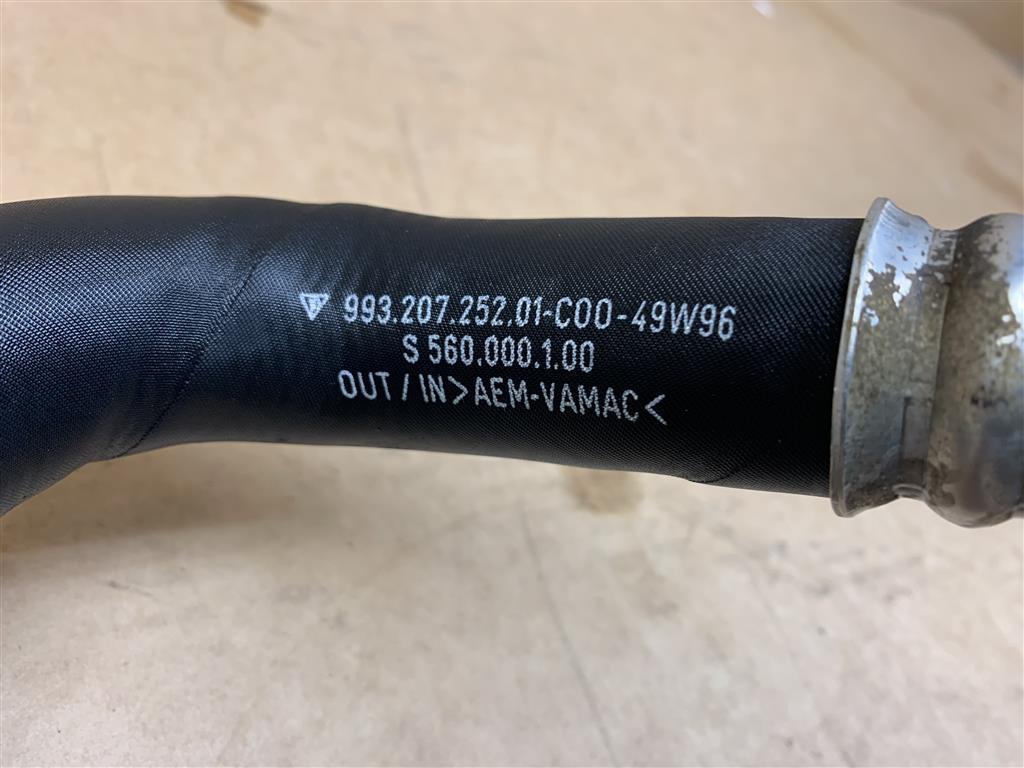 993.207.252.01-C00-49W96
S 560.000.1.00
OUT / IN >AEM-VAMAC<